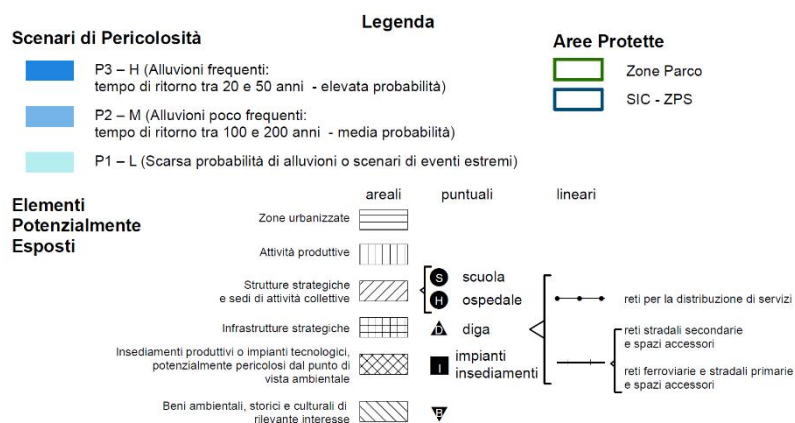 Legenda
Scenari di Pericolosità
P3 – H (Alluvioni frequenti:
tempo di ritorno tra 20 e 50 anni - elevata probabilità)
P2 – M (Alluvioni poco frequenti:
tempo di ritorno tra 100 e 200 anni - media probabilità)
P1 – L (Scarsa probabilità di alluvioni o scenari di eventi estremi)
Aree Protette
Zone Parco
SIC - ZPS
Elementi
Potenzialmente
Esposti
areali
puntuali
lineari
Zone urbanizzate
Attività produttive
Strutture strategiche
e sedi di attività collettive
S scuola
H ospedale
Infrastrutture strategiche
D diga
Insediamenti produttivi o impianti tecnologici,
potenzialmente pericolosi dal punto di
vista ambientale
I impianti
insediamenti
Beni ambientali, storici e culturali di
rilevante interesse
B
reti per la distribuzione di servizi
reti stradali secondarie
e spazi accessori
reti ferroviarie e stradali primarie
e spazi accessori